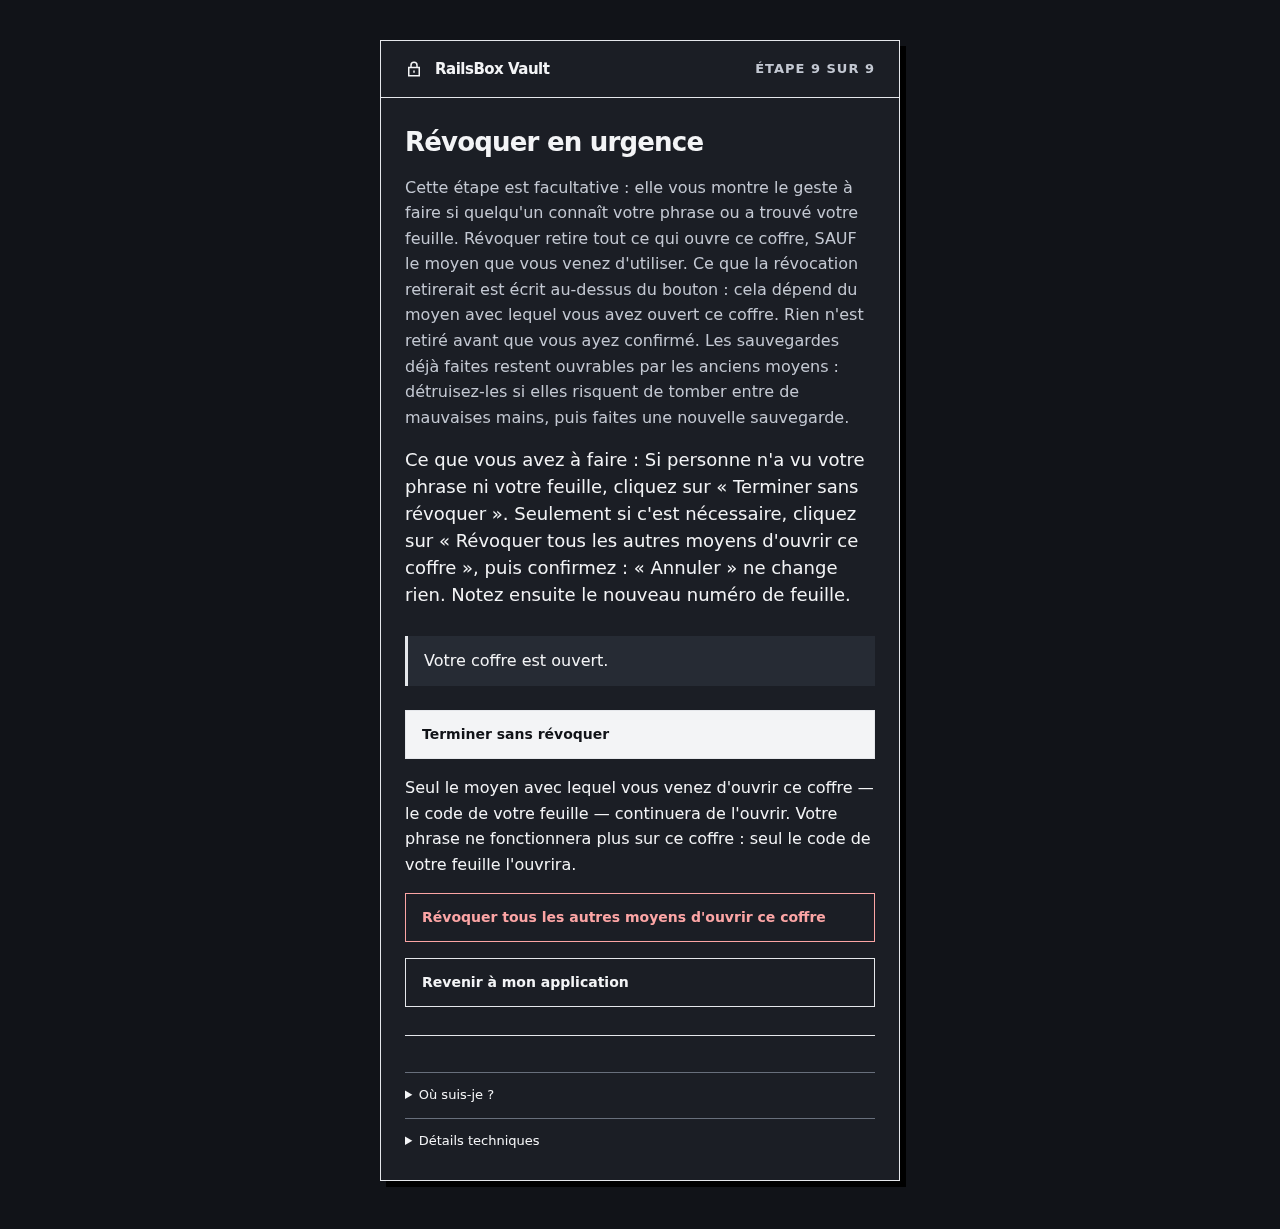 RailsBox Vault
ÉTAPE 9 SUR 9
Révoquer en urgence
Cette étape est facultative : elle vous montre le geste à
faire si quelqu'un connaît votre phrase ou a trouvé votre
feuille. Révoquer retire tout ce qui ouvre ce coffre, SAUF
le moyen que vous venez d'utiliser. Ce que la révocation
retirerait est écrit au-dessus du bouton : cela dépend du
moyen avec lequel vous avez ouvert ce coffre. Rien n'est
retiré avant que vous ayez confirmé. Les sauvegardes
déjà faites restent ouvrables par les anciens moyens :
détruisez-les si elles risquent de tomber entre de
mauvaises mains, puis faites une nouvelle sauvegarde.
Ce que vous avez à faire : Si personne n'a vu votre
phrase ni votre feuille, cliquez sur « Terminer sans
révoquer ». Seulement si c'est nécessaire, cliquez
sur « Révoquer tous les autres moyens d'ouvrir ce
coffre », puis confirmez : « Annuler » ne change
rien. Notez ensuite le nouveau numéro de feuille.
Votre coffre est ouvert.
Terminer sans révoquer
Seul le moyen avec lequel vous venez d'ouvrir ce coffre —
le code de votre feuille — continuera de l'ouvrir. Votre
phrase ne fonctionnera plus sur ce coffre : seul le code de
votre feuille l'ouvrira.
Révoquer tous les autres moyens d'ouvrir ce coffre
Revenir à mon application
Où suis-je ?
Détails techniques